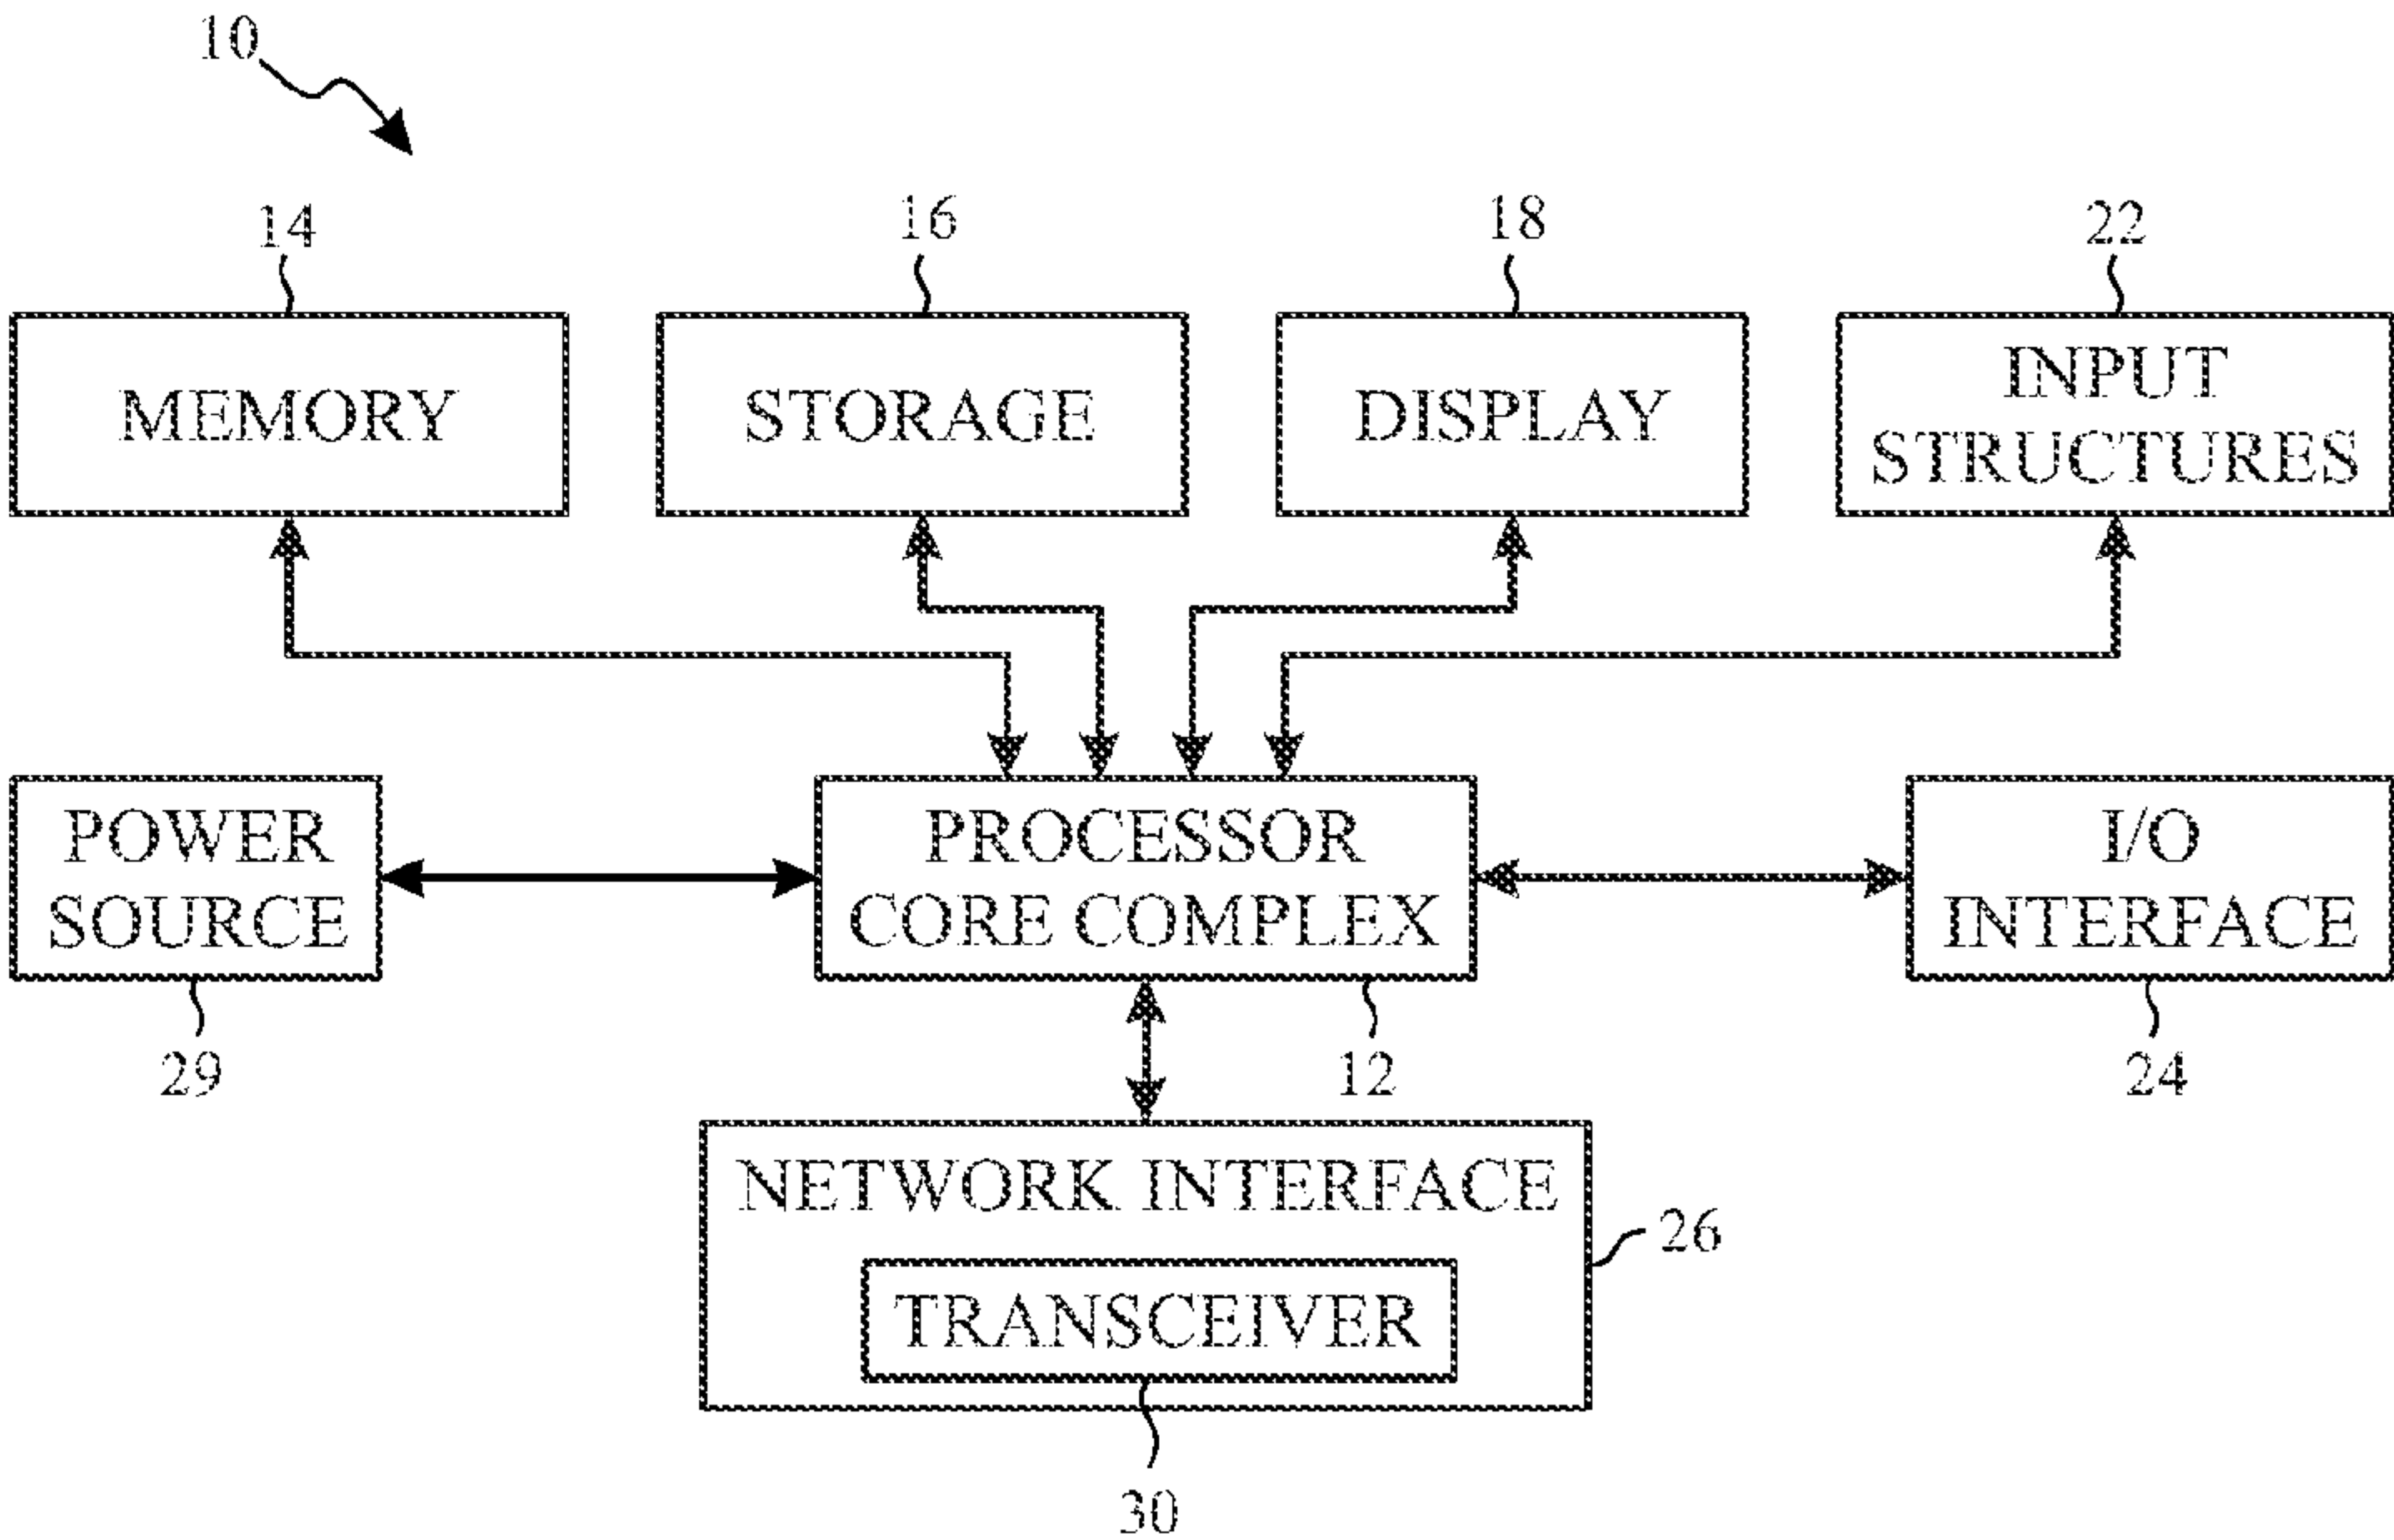 10
14
16
18
22
MEMORY
STORAGE
DISPLAY
INPUT
STRUCTURES
POWER
SOURCE
PROCESSOR
CORE COMPLEX
I/O
INTERFACE
29
12
24
NETWORK INTERFACE
26
TRANSCEIVER
30